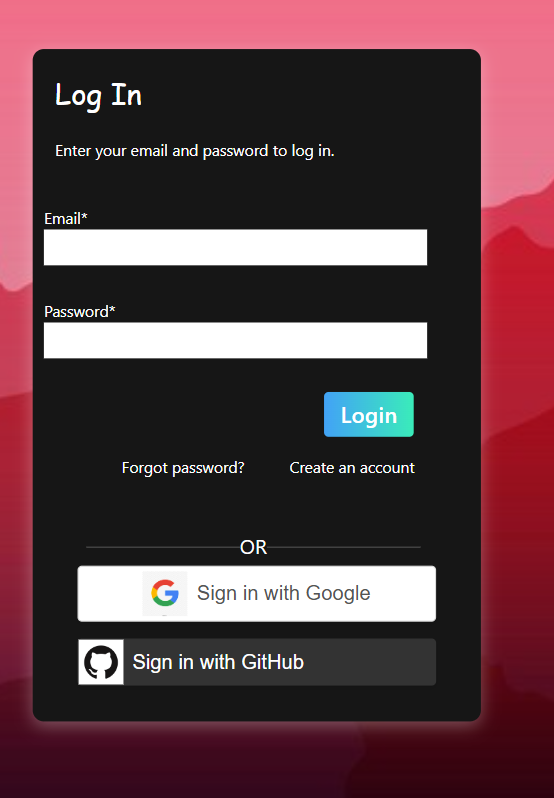 Log In
Enter your email and password to log in.
Email*
Password*
Login
Forgot password? Create an account
OR
Sign in with Google
Sign in with GitHub